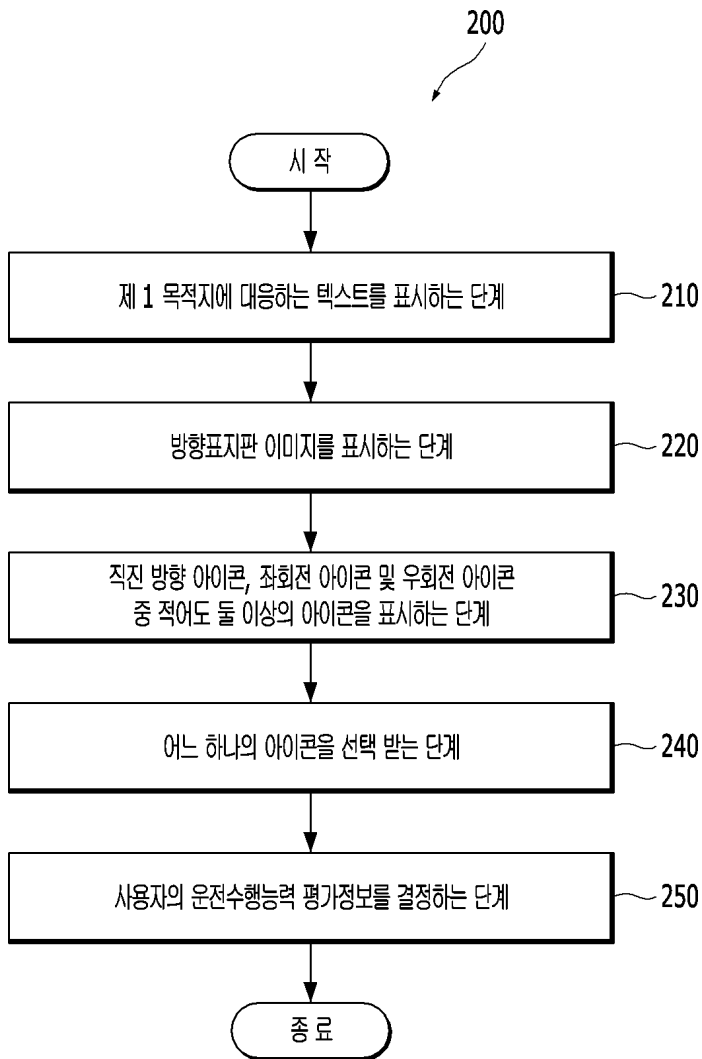 200
시 작
제 1 목적지에 대응하는 텍스트를 표시하는 단계
210
방향표지판 이미지를 표시하는 단계
220
직진 방향 아이콘, 좌회전 아이콘 및 우회전 아이콘
중 적어도 둘 이상의 아이콘을 표시하는 단계
230
어느 하나의 아이콘을 선택 받는 단계
240
사용자의 운전수행능력 평가정보를 결정하는 단계
250
종 료